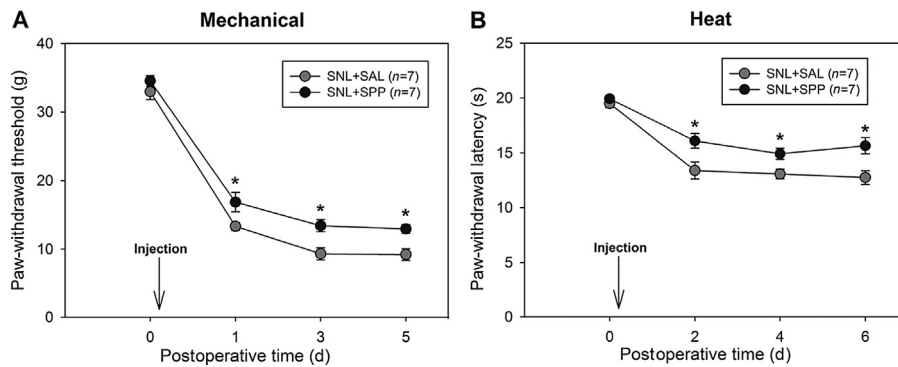 A
Mechanical
Paw-withdrawal threshold (g)
40
30
20
10
0
SNL+SAL (n=7)
SNL+SPP (n=7)
*
*
*
Injection
0 1 3 5
Postoperative time (d)
B
Heat
Paw-withdrawal latency (s)
25
20
15
10
5
0
SNL+SAL (n=7)
SNL+SPP (n=7)
*
*
*
Injection
0 2 4 6
Postoperative time (d)